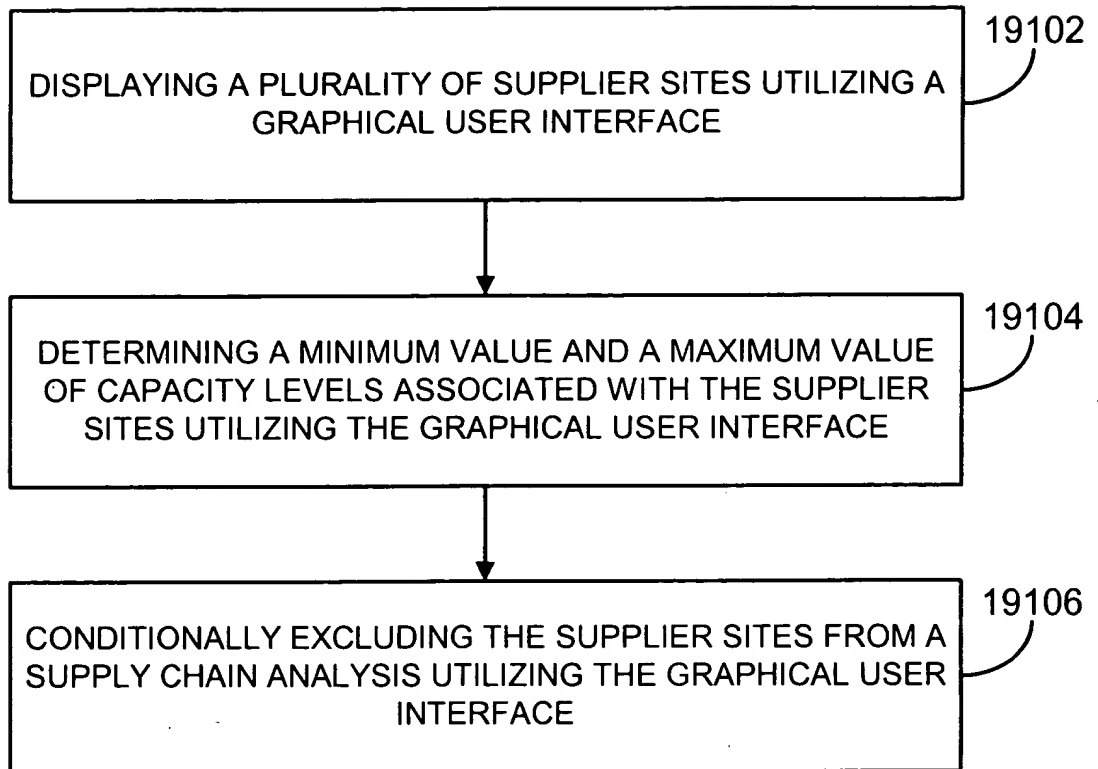 19102
DISPLAYING A PLURALITY OF SUPPLIER SITES UTILIZING A
GRAPHICAL USER INTERFACE
19104
DETERMINING A MINIMUM VALUE AND A MAXIMUM VALUE
OF CAPACITY LEVELS ASSOCIATED WITH THE SUPPLIER
SITES UTILIZING THE GRAPHICAL USER INTERFACE
19106
CONDITIONALLY EXCLUDING THE SUPPLIER SITES FROM A
SUPPLY CHAIN ANALYSIS UTILIZING THE GRAPHICAL USER
INTERFACE